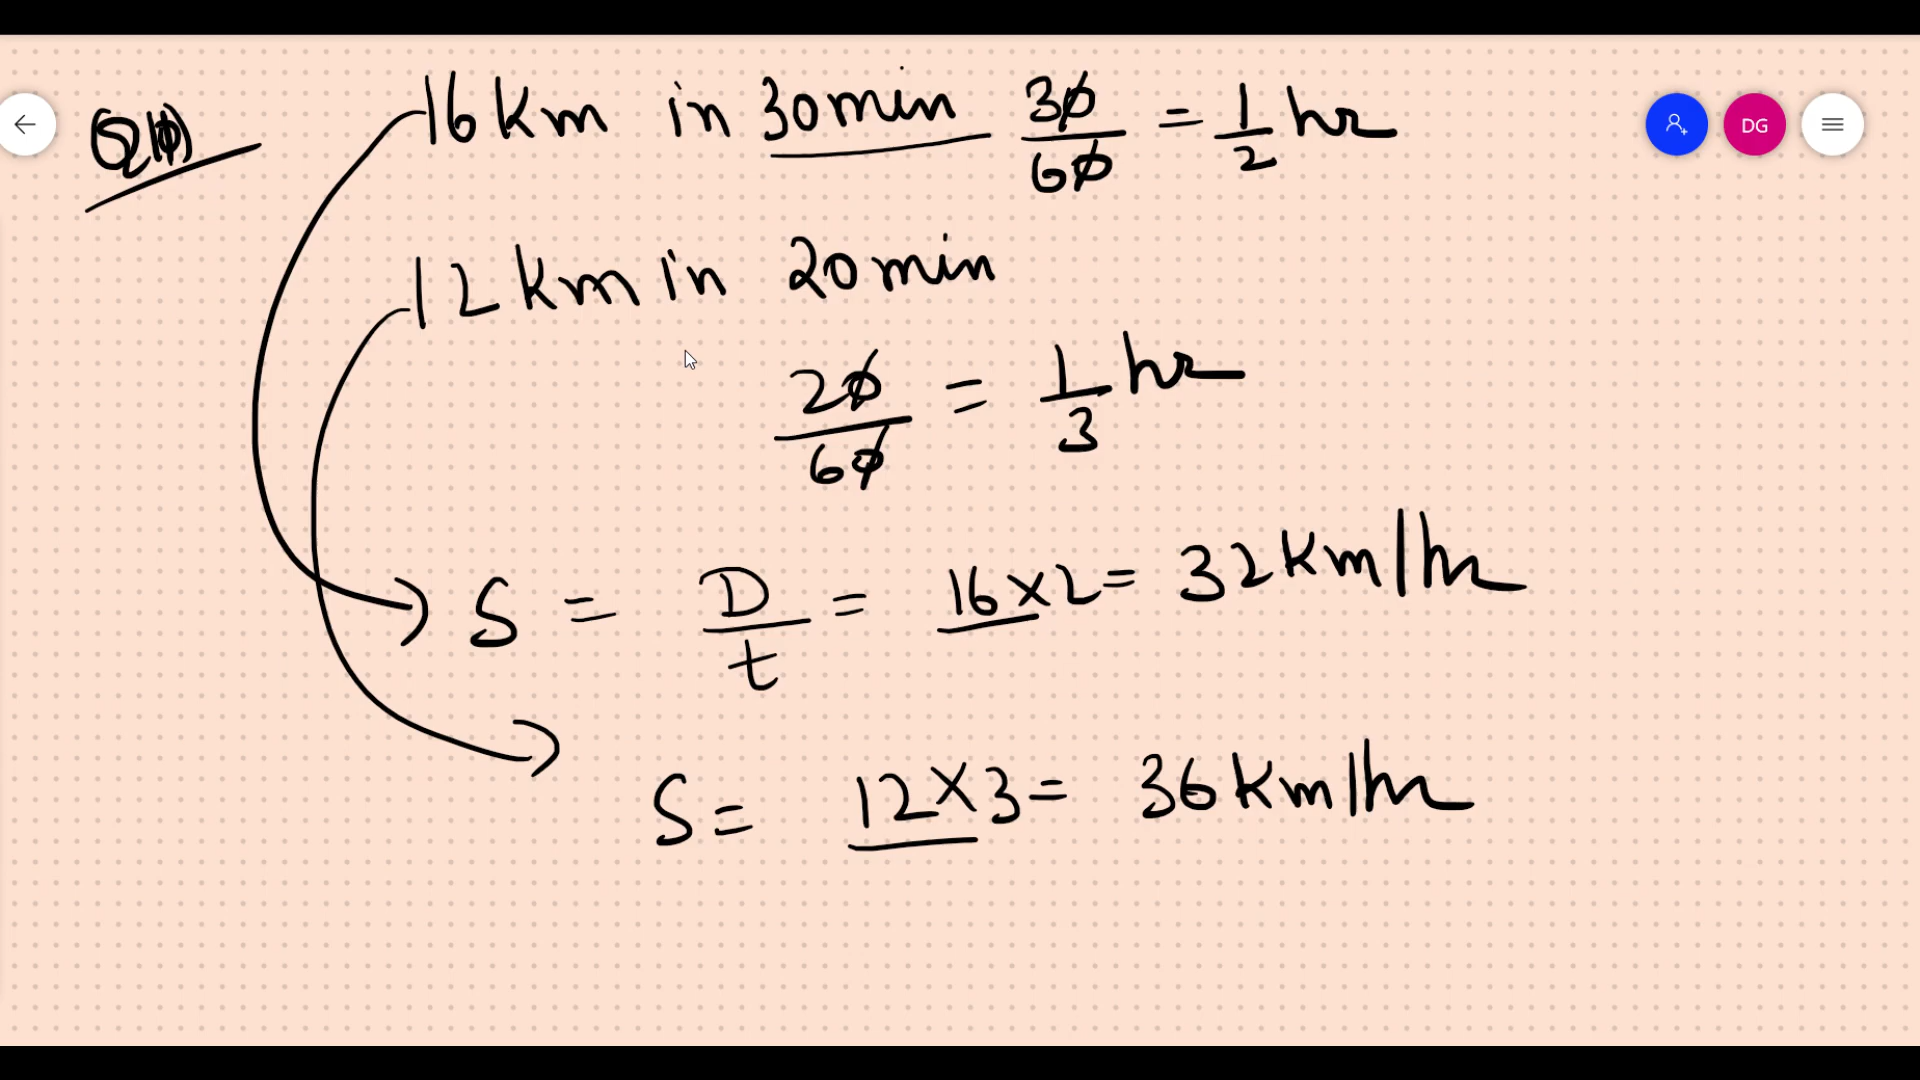 16 km in 30 min 30/60 = 1/2 hr
DG
12 km in 20 min
20/60 = 1/3 hr
S = D/t = 16 × 2 = 32 km/hr
S = 12 × 3 = 36 km/hr